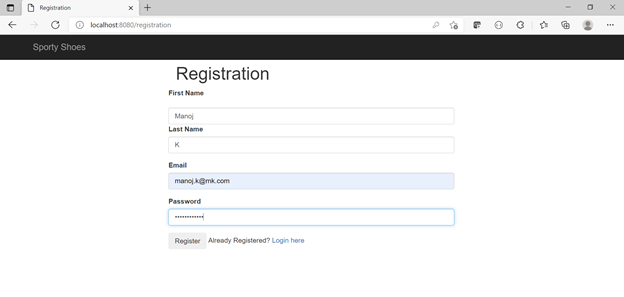 Registration
localhost:8080/registration
Sporty Shoes
Registration
First Name
Manoj
Last Name
K
Email
manoj.k@mk.com
Password
••••••••••••
Register Already Registered? Login here